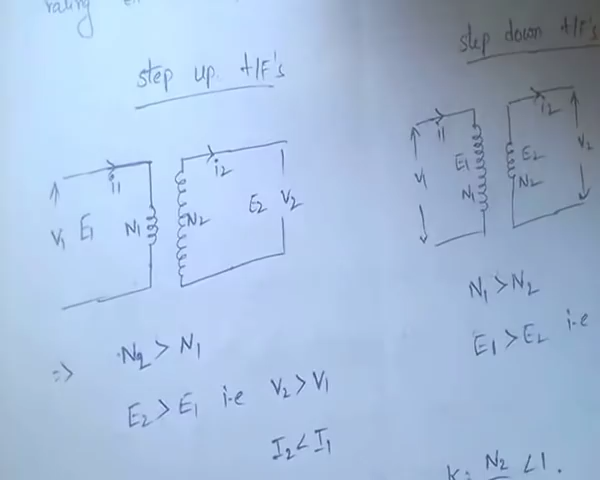 rating
step up t/F's
i1
i2
V1 E1 N1 N2 E2 V2
=> N2 > N1
E2 > E1 i.e V2 > V1
I2 < I1
step down t/F's
i1
i2
V1 E1 E2 V2
N1 N2
N1 > N2
E1 > E2 i.e
K: N2 < 1.